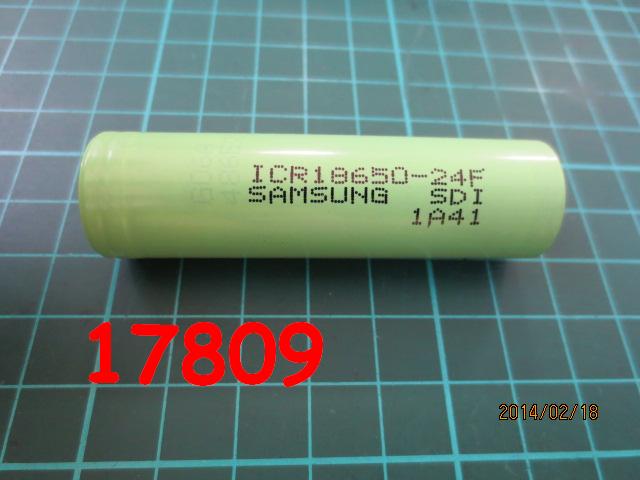 ICR18650-24F
SAMSUNG SDI
1A41
17809
2014/02/18